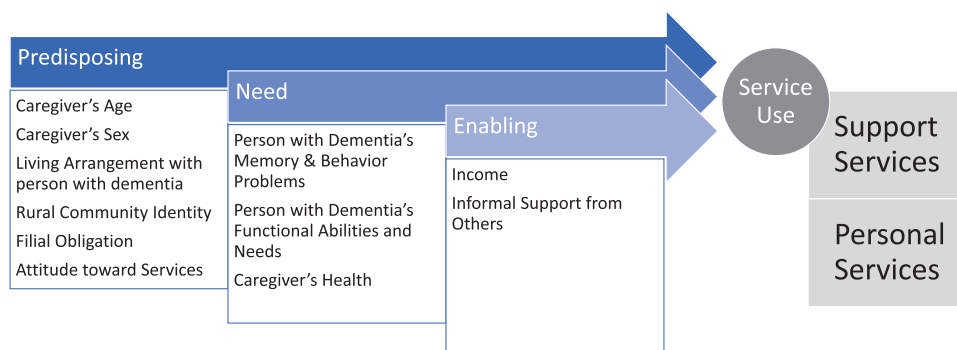 Predisposing
Caregiver’s Age
Caregiver’s Sex
Living Arrangement with
person with dementia
Rural Community Identity
Filial Obligation
Attitude toward Services
Need
Person with Dementia’s
Memory & Behavior
Problems
Person with Dementia’s
Functional Abilities and
Needs
Caregiver’s Health
Enabling
Income
Informal Support from
Others
Service
Use
Support
Services
Personal
Services